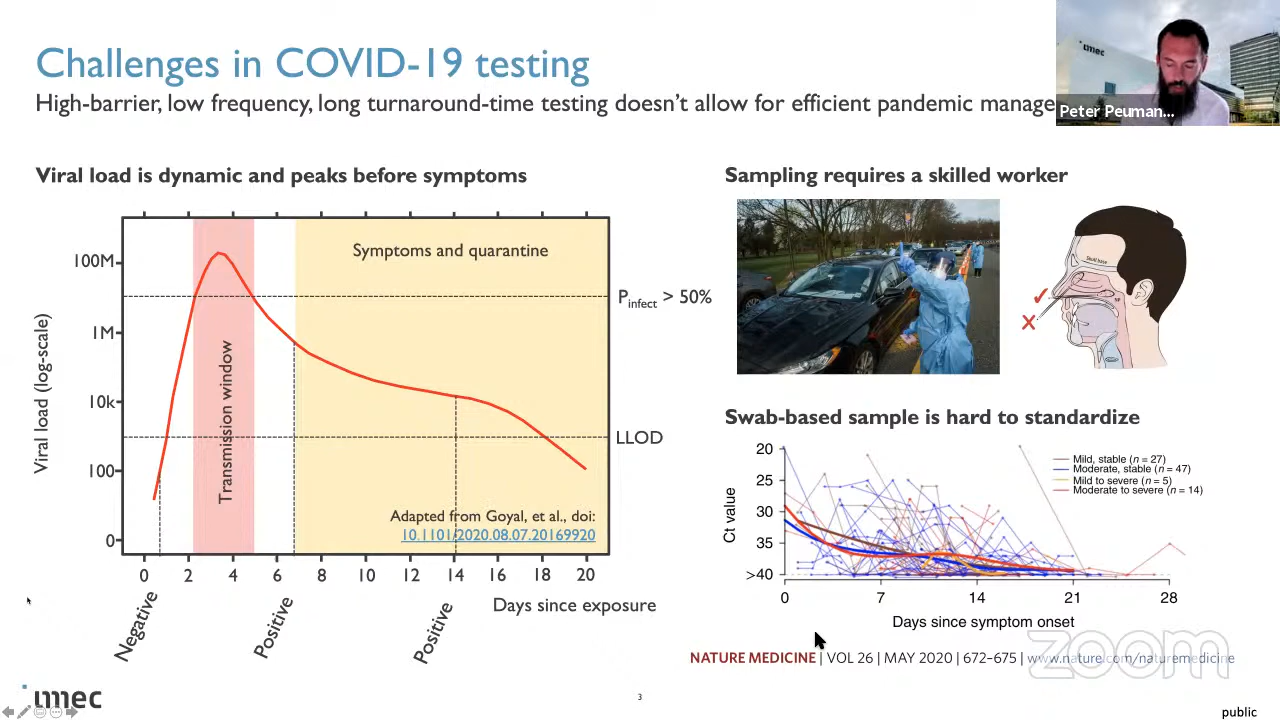 Challenges in COVID-19 testing
High-barrier, low frequency, long turnaround-time testing doesn't allow for efficient pandemic manage
imec
Peter Peuman...
Viral load is dynamic and peaks before symptoms
Viral load (log-scale)
100M
1M
10k
100
0
Symptoms and quarantine
Transmission window
P infect > 50%
LLOD
Adapted from Goyal, et al., doi:
10.1101/2020.08.07.20169920
0 2 4 6 8 10 12 14 16 18 20
Days since exposure
Negative
Positive
Positive
Sampling requires a skilled worker
Skull base
NP
Swab-based sample is hard to standardize
Ct value
20
25
30
35
>40
Mild, stable (n = 27)
Moderate, stable (n = 47)
Mild to severe (n = 5)
Moderate to severe (n = 14)
0 7 14 21 28
Days since symptom onset
NATURE MEDICINE | VOL 26 | MAY 2020 | 672–675 | www.nature.com/naturemedicine
zoom
imec
3
public